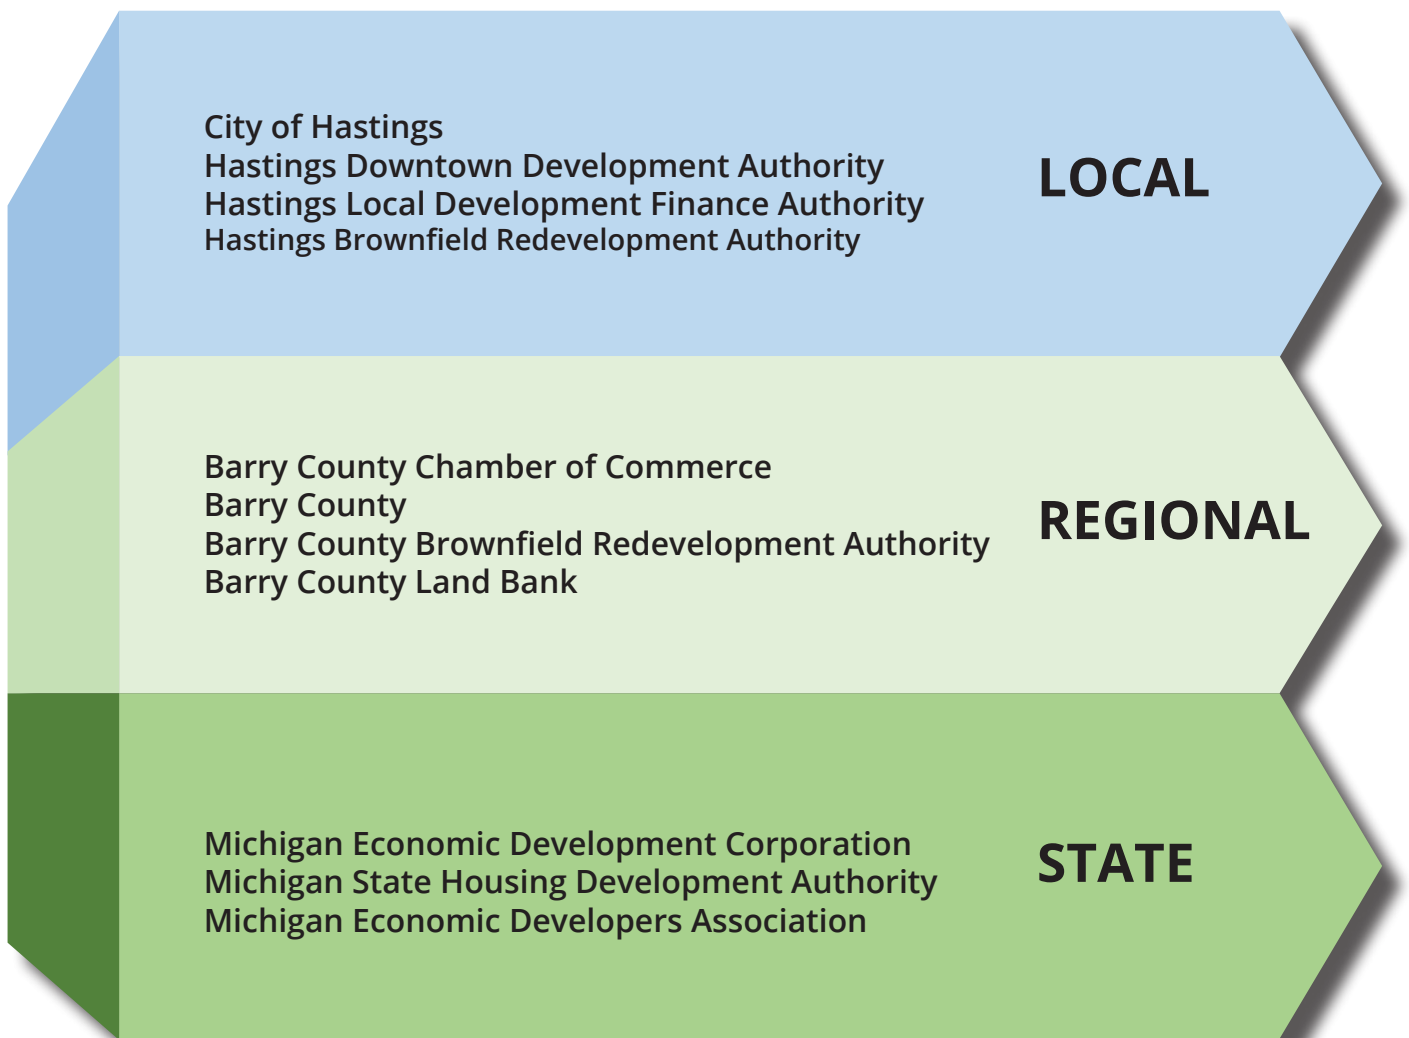 City of Hastings
Hastings Downtown Development Authority
Hastings Local Development Finance Authority
Hastings Brownfield Redevelopment Authority
LOCAL
Barry County Chamber of Commerce
Barry County
Barry County Brownfield Redevelopment Authority
Barry County Land Bank
REGIONAL
Michigan Economic Development Corporation
Michigan State Housing Development Authority
Michigan Economic Developers Association
STATE